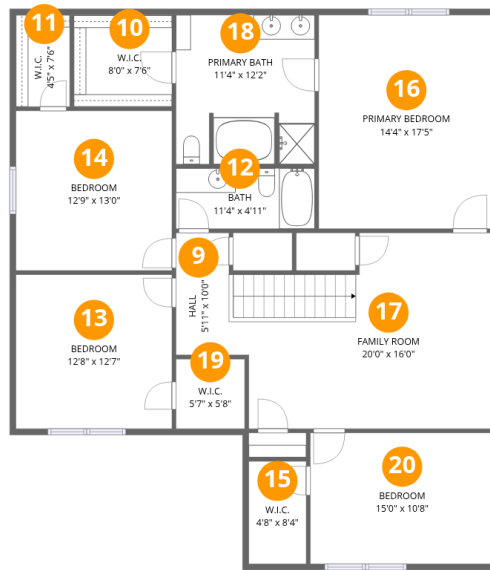 11
W.I.C.
4'5" x 7'6"
10
W.I.C.
8'0" x 7'6"
18
PRIMARY BATH
11'4" x 12'2"
16
PRIMARY BEDROOM
14'4" x 17'5"
14
BEDROOM
12'9" x 13'0"
12
BATH
11'4" x 4'11"
9
HALL
5'11" x 10'0"
13
BEDROOM
12'8" x 12'7"
17
FAMILY ROOM
20'0" x 16'0"
19
W.I.C.
5'7" x 5'8"
15
W.I.C.
4'8" x 8'4"
20
BEDROOM
15'0" x 10'8"